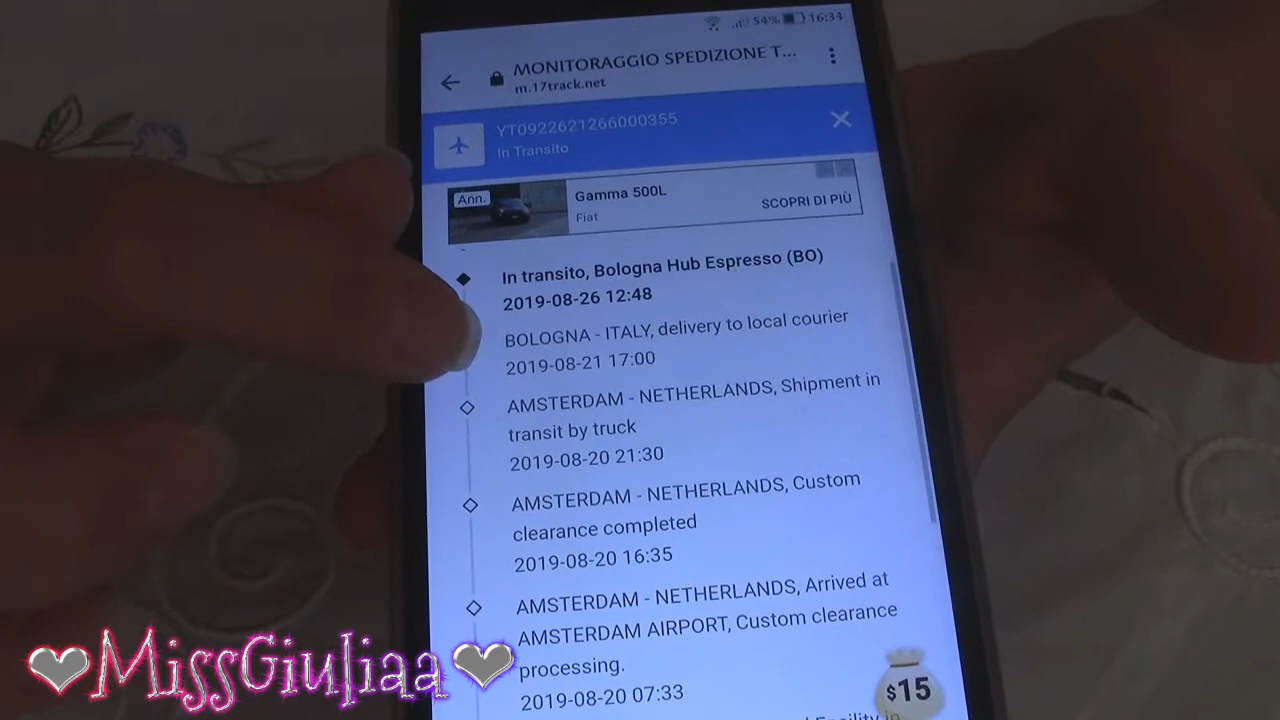 54% 16:33
MONITORAGGIO SPEDIZIONE T...
m.17track.net
YT0922621266000355
In Transito
Ann.
Gamma 500L
Fiat
SCOPRI DI PIÙ
In transito, Bologna Hub Espresso (BO)
2019-08-26 12:48
BOLOGNA - ITALY, delivery to local courier
2019-08-21 17:00
AMSTERDAM - NETHERLANDS, Shipment in
transit by truck
2019-08-20 21:30
AMSTERDAM - NETHERLANDS, Custom
clearance completed
2019-08-20 16:35
AMSTERDAM - NETHERLANDS, Arrived at
AMSTERDAM AIRPORT, Custom clearance
processing.
2019-08-20 07:33
$15
MissGiuliaa